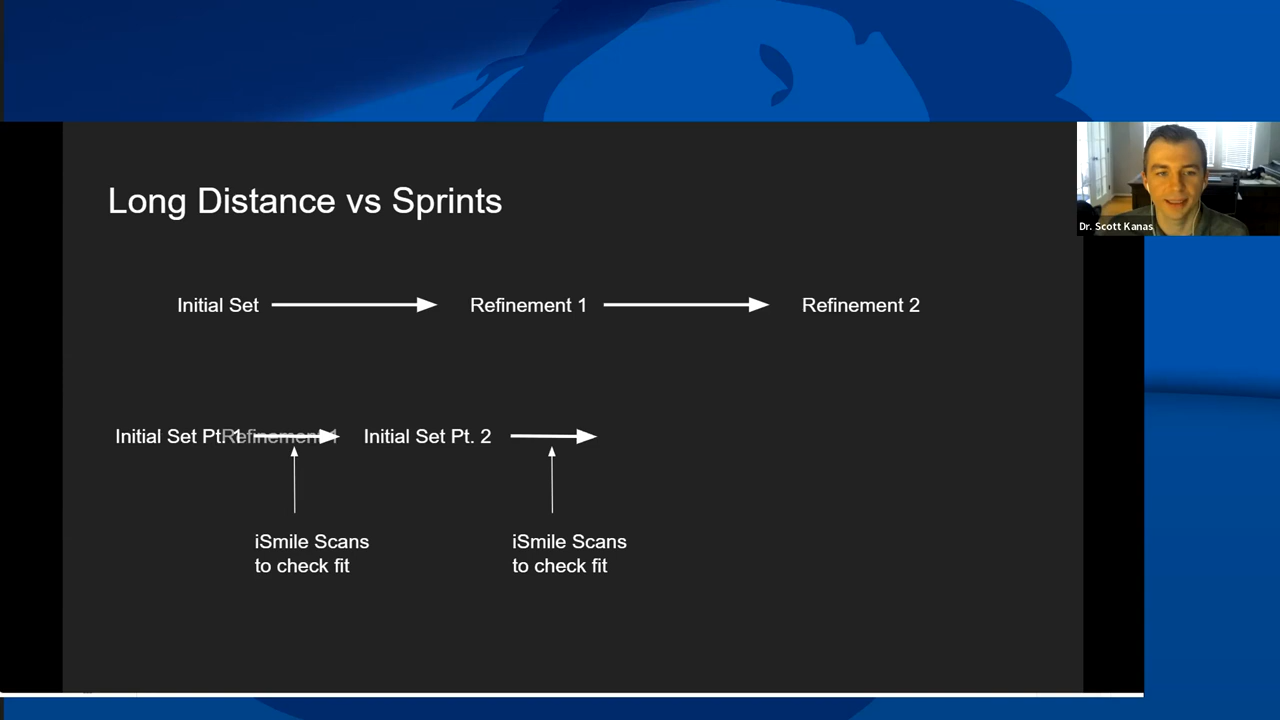 Dr. Scott Kanas
Long Distance vs Sprints
Initial Set
Refinement 1
Refinement 2
Initial Set Pt. 1
Refinement 1
Initial Set Pt. 2
iSmile Scans
to check fit
iSmile Scans
to check fit